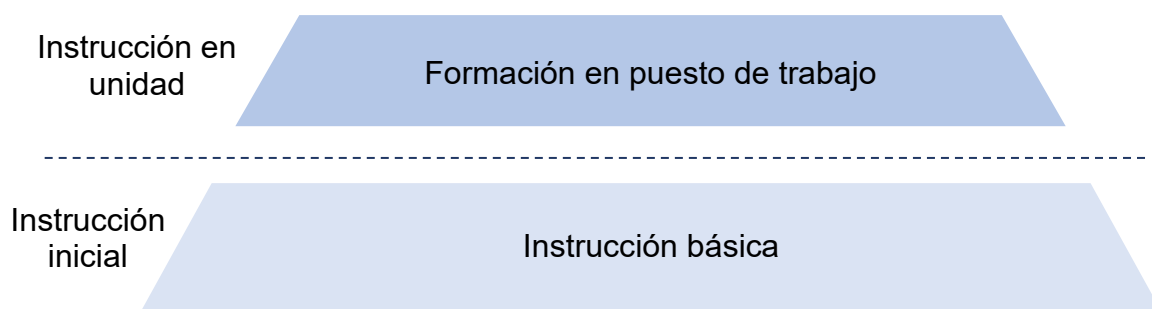 Instrucción en
unidad
Formación en puesto de trabajo
Instrucción
inicial
Instrucción básica